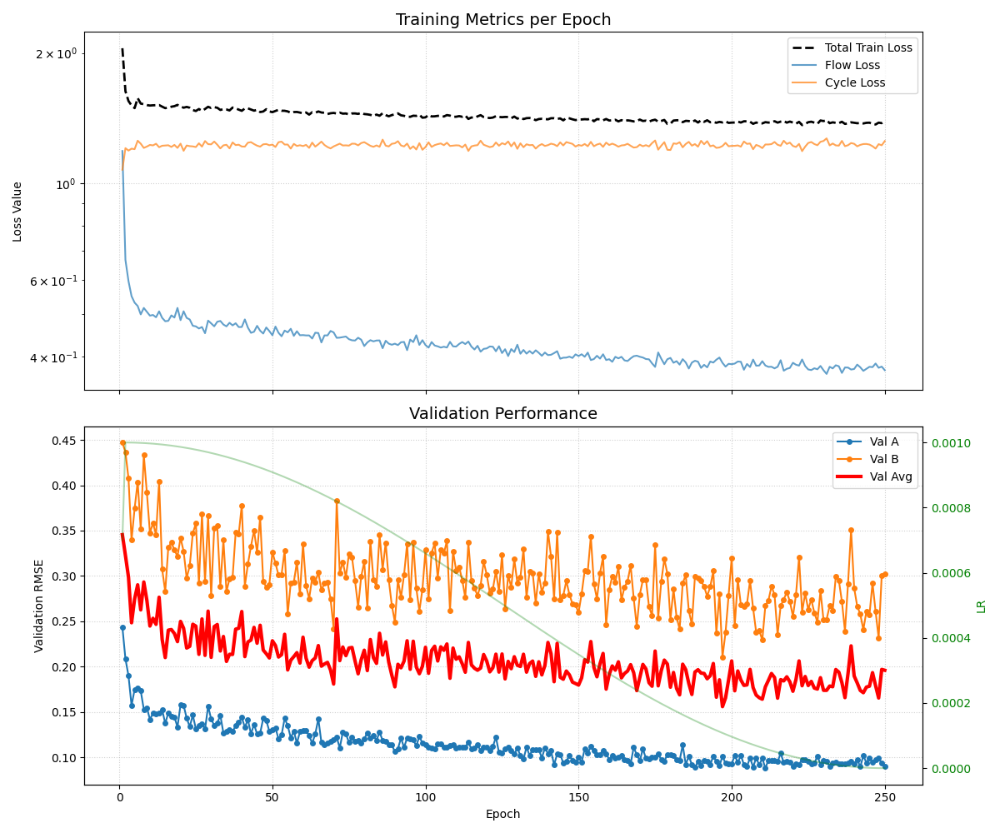 Training Metrics per Epoch
2 × 10⁰
10⁰
6 × 10⁻¹
4 × 10⁻¹
Loss Value
Total Train Loss
Flow Loss
Cycle Loss
Validation Performance
0.45
0.40
0.35
0.30
0.25
0.20
0.15
0.10
Validation RMSE
Val A
Val B
Val Avg
0.0010
0.0008
0.0006
0.0004
0.0002
0.0000
LR
0 50 100 150 200 250
Epoch